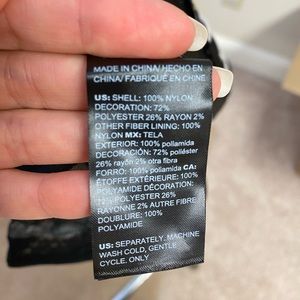 MADE IN CHINA/ HECHO EN
CHINA/ FABRIQUÉ EN CHINE
US: SHELL: 100% NYLON
DECORATION: 72%
POLYESTER 26% RAYON 2%
OTHER FIBER LINING: 100%
NYLON MX: TELA
EXTERIOR: 100% poliamida
DECORACIÓN: 72% poliéster
26% rayón 2% otra fibra
FORRO: 100% poliamida CA:
ÉTOFFE EXTÉRIEURE: 100%
POLYAMIDE DÉCORATION:
72% POLYESTER 26%
RAYONNE 2% AUTRE FIBRE
DOUBLURE: 100%
POLYAMIDE
US: SEPARATELY. MACHINE
WASH COLD, GENTLE
CYCLE. ONLY